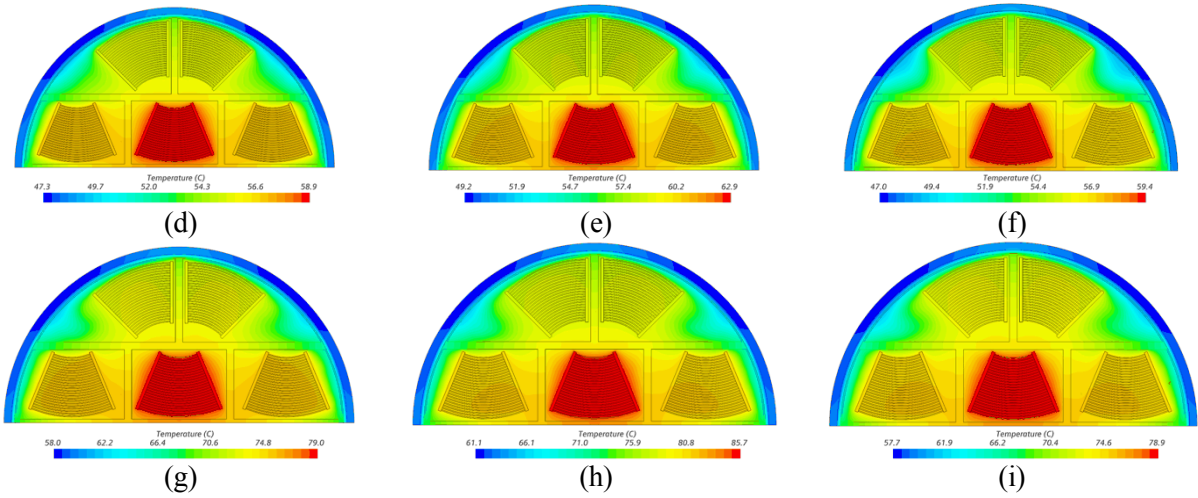 Temperature (C)
47.3 49.7 52.0 54.3 56.6 58.9
(d)
Temperature (C)
49.2 51.9 54.7 57.4 60.2 62.9
(e)
Temperature (C)
47.0 49.4 51.9 54.4 56.9 59.4
(f)
Temperature (C)
58.0 62.2 66.4 70.6 74.8 79.0
(g)
Temperature (C)
61.1 66.1 71.0 75.9 80.8 85.7
(h)
Temperature (C)
57.7 61.9 66.2 70.4 74.6 78.9
(i)